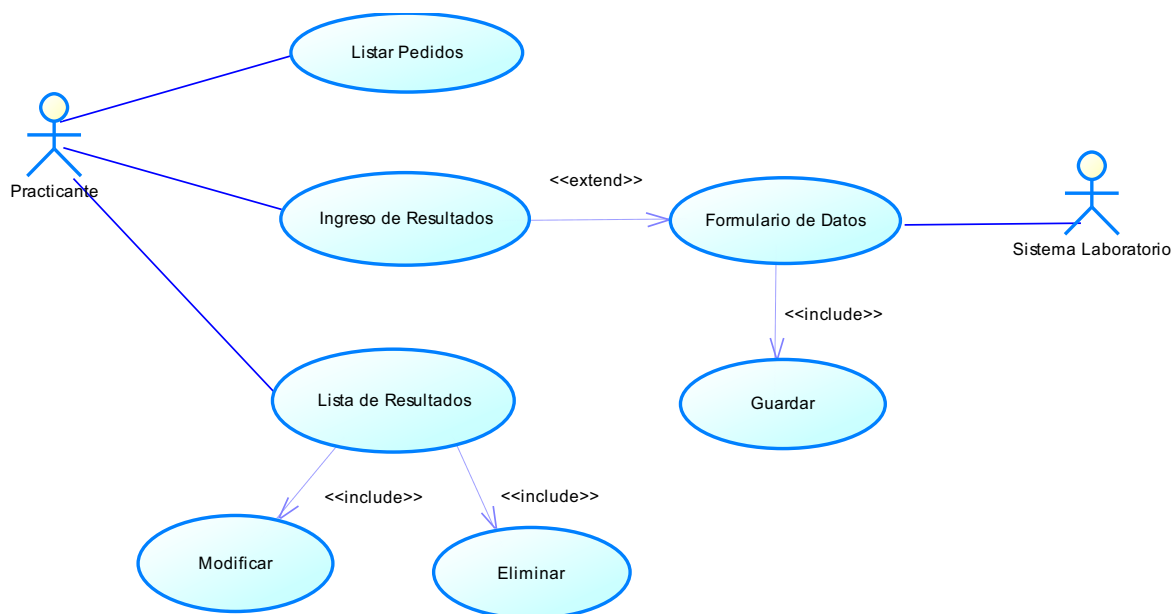 Listar Pedidos
Practicante
<<extend>>
Ingreso de Resultados
Formulario de Datos
Sistema Laboratorio
<<include>>
Lista de Resultados
Guardar
<<include>>
<<include>>
Modificar
Eliminar